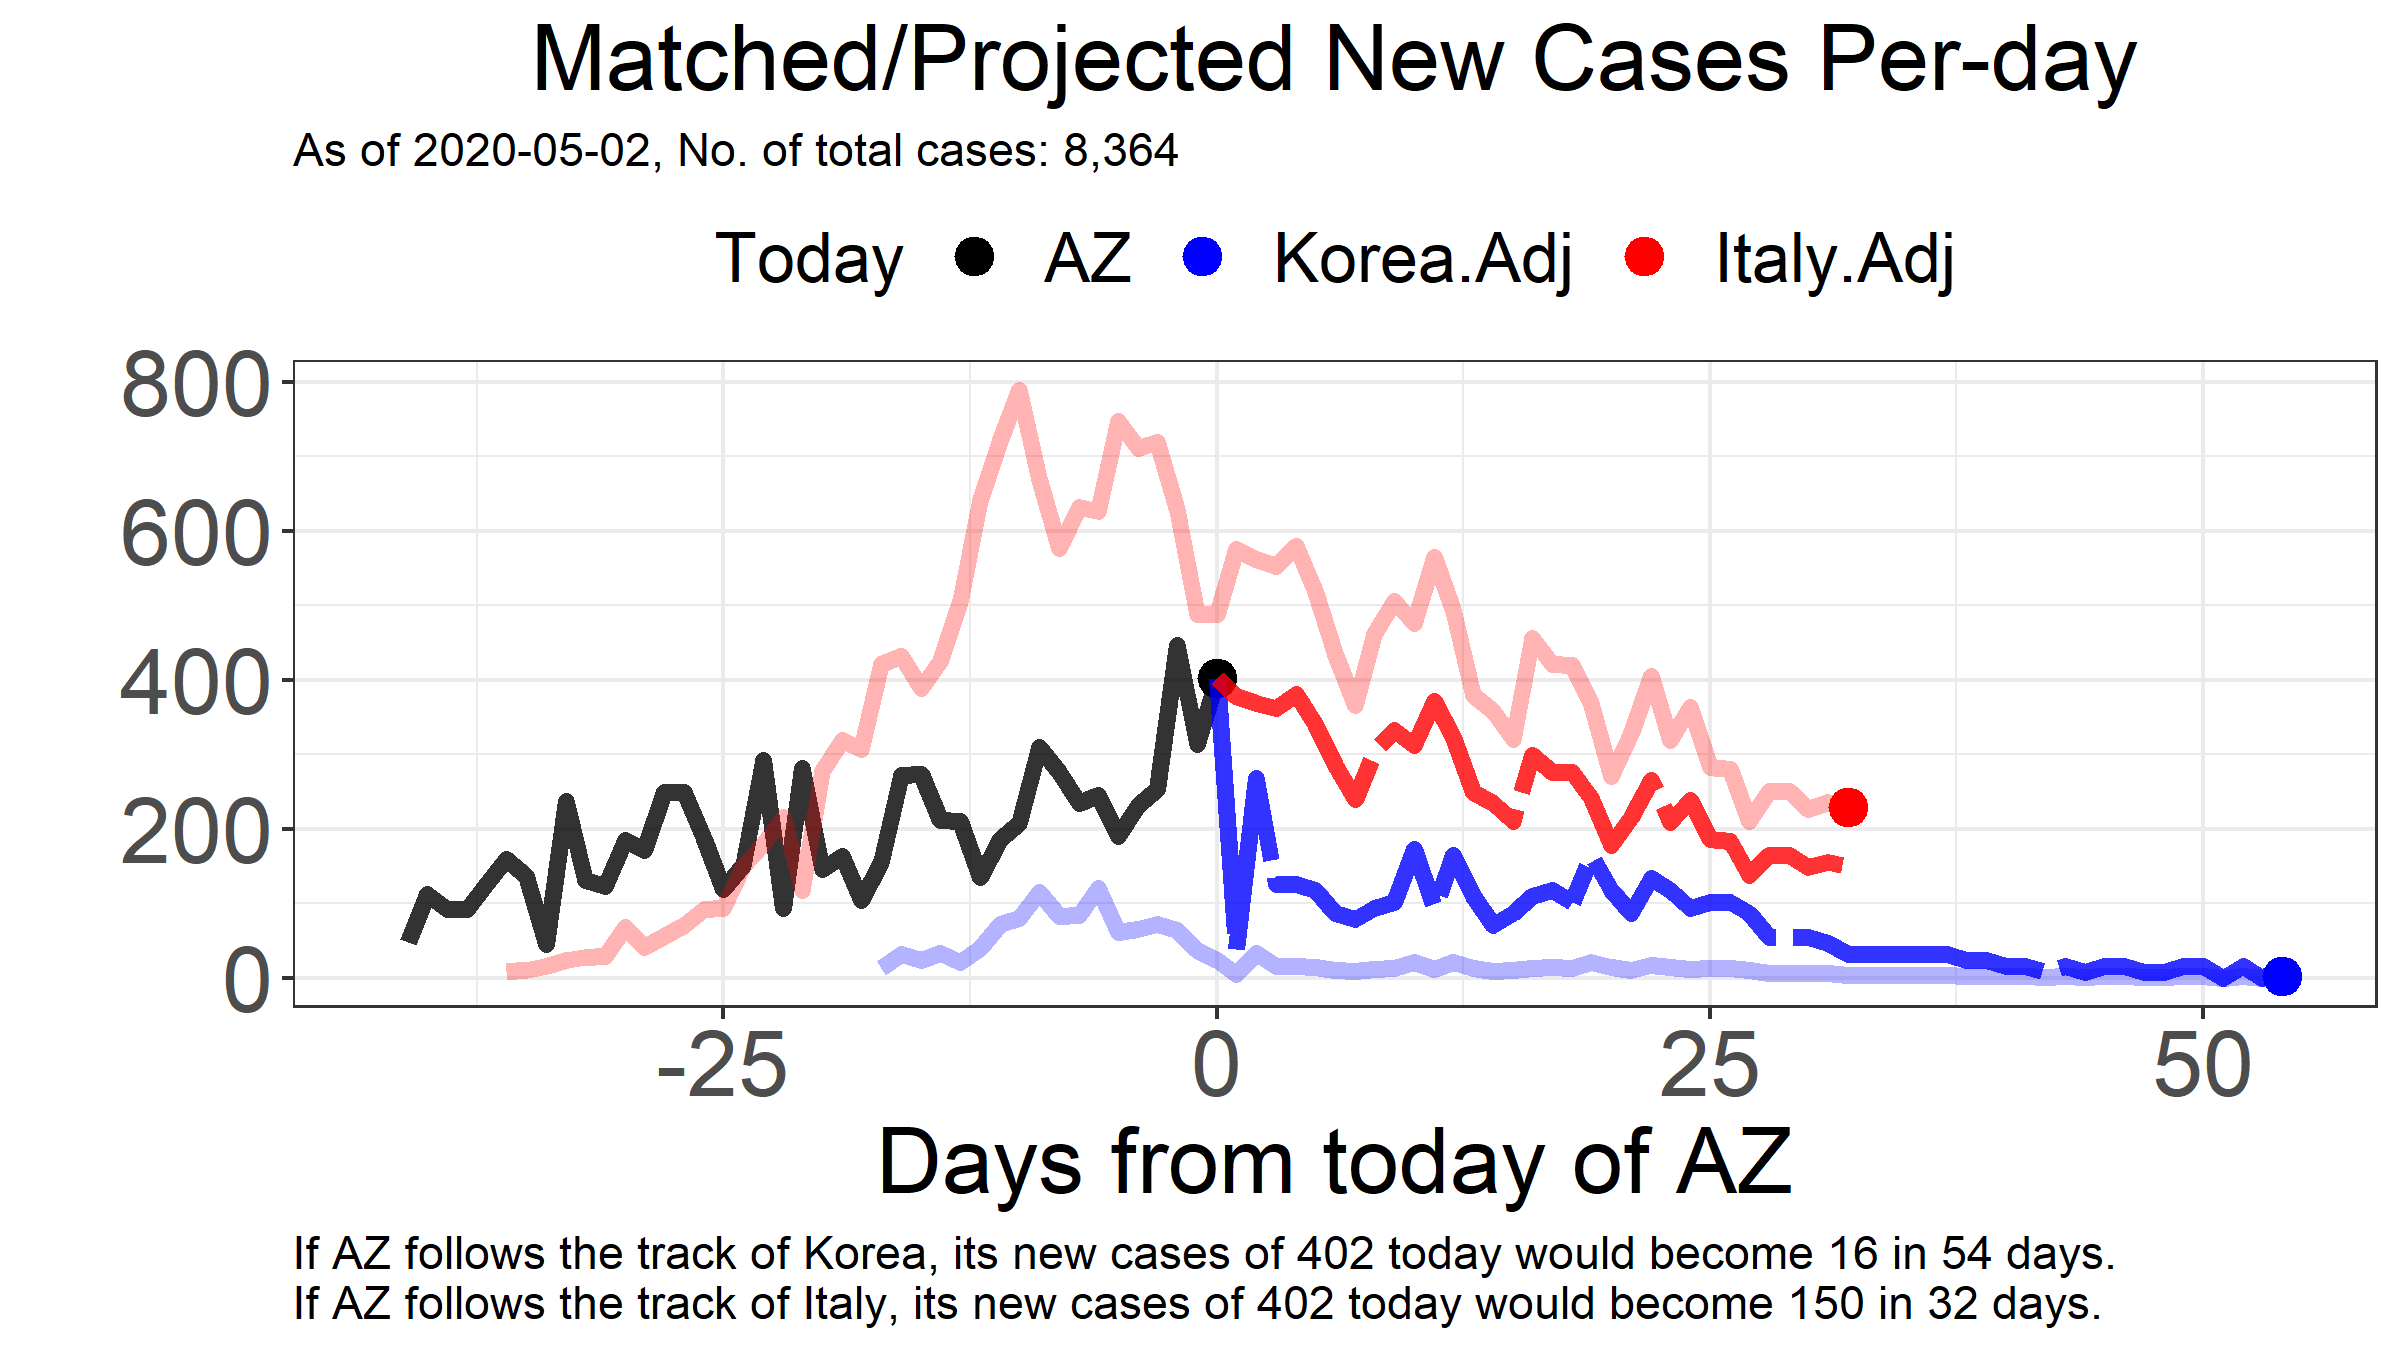 Matched/Projected New Cases Per-day
As of 2020-05-02, No. of total cases: 8,364
Today AZ Korea.Adj Italy.Adj
800
600
400
200
0
-25 0 25 50
Days from today of AZ
If AZ follows the track of Korea, its new cases of 402 today would become 16 in 54 days.
If AZ follows the track of Italy, its new cases of 402 today would become 150 in 32 days.